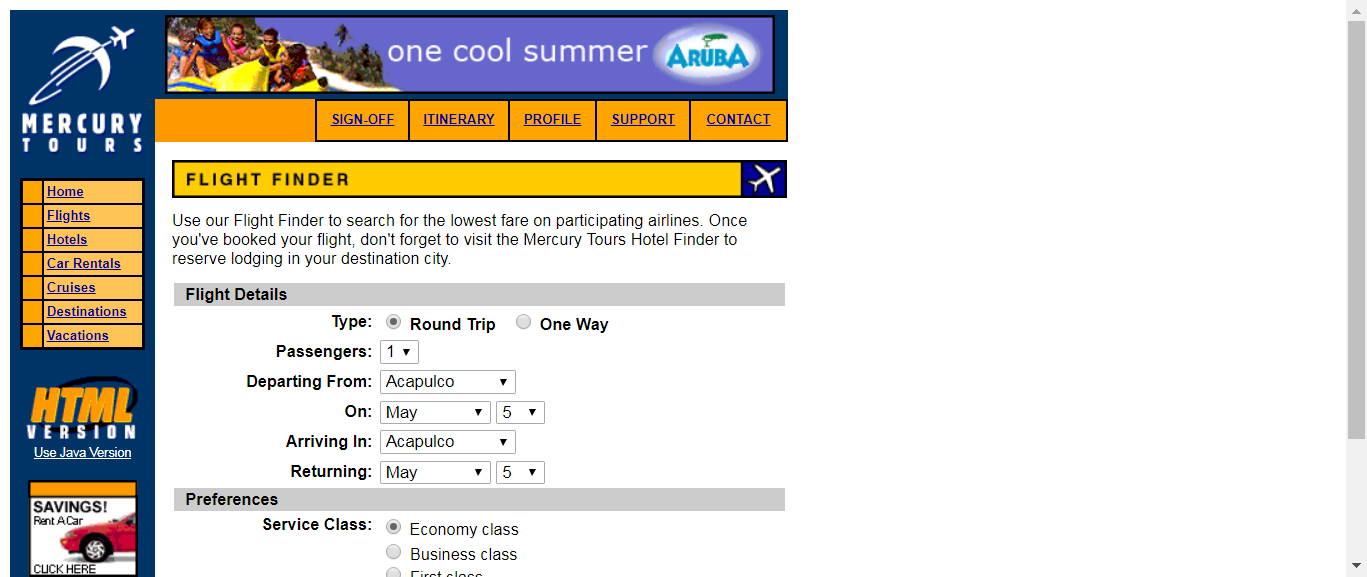 one cool summer
ARUBA
MERCURY
TOURS
SIGN-OFF
ITINERARY
PROFILE
SUPPORT
CONTACT
Home
Flights
Hotels
Car Rentals
Cruises
Destinations
Vacations
HTML
VERSION
Use Java Version
SAVINGS!
Rent A Car
CLICK HERE
FLIGHT FINDER
Use our Flight Finder to search for the lowest fare on participating airlines. Once
you've booked your flight, don't forget to visit the Mercury Tours Hotel Finder to
reserve lodging in your destination city.
Flight Details
Type: Round Trip One Way
Passengers: 1
Departing From: Acapulco
On: May 5
Arriving In: Acapulco
Returning: May 5
Preferences
Service Class: Economy class
Business class
First class